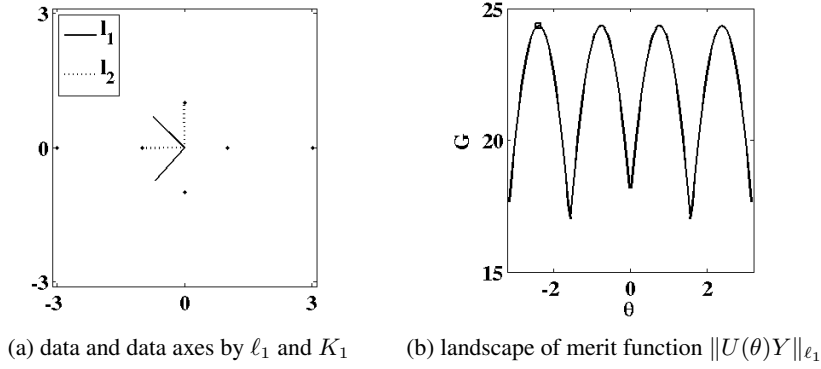 3
l₁
l₂
0
-3
-3
0
3
25
20
15
G
-2
0
2
θ
(a) data and data axes by ℓ₁ and K₁
(b) landscape of merit function ‖U(θ)Y‖ℓ₁